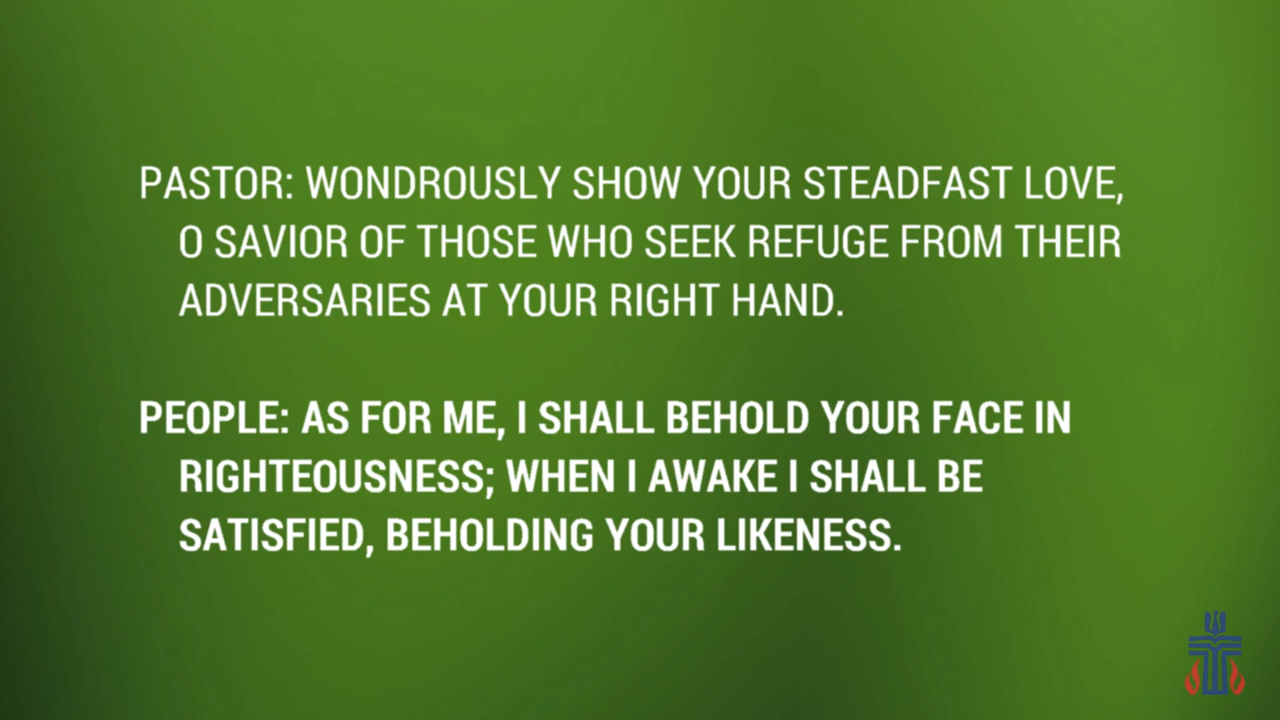 PASTOR: WONDROUSLY SHOW YOUR STEADFAST LOVE,
O SAVIOR OF THOSE WHO SEEK REFUGE FROM THEIR
ADVERSARIES AT YOUR RIGHT HAND.
PEOPLE: AS FOR ME, I SHALL BEHOLD YOUR FACE IN
RIGHTEOUSNESS; WHEN I AWAKE I SHALL BE
SATISFIED, BEHOLDING YOUR LIKENESS.